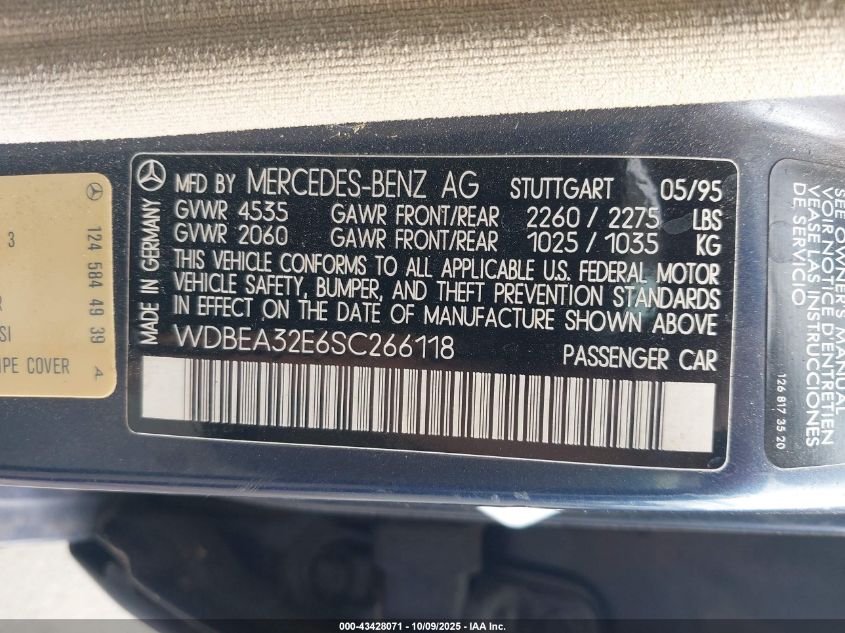 MFD BY MERCEDES-BENZ AG STUTTGART 05/95
GVWR 4535 GAWR FRONT/REAR 2260 / 2275 LBS
GVWR 2060 GAWR FRONT/REAR 1025 / 1035 KG
THIS VEHICLE CONFORMS TO ALL APPLICABLE U.S. FEDERAL MOTOR
VEHICLE SAFETY, BUMPER, AND THEFT PREVENTION STANDARDS
IN EFFECT ON THE DATE OF MANUFACTURE SHOWN ABOVE
WDBEA32E6SC266118 PASSENGER CAR
MADE IN GERMANY
3
R
SI
IPE COVER
124 584 49 39 A
SEE OWNER'S MANUAL
VOIR NOTICE D'ENTRETIEN
VEASE LAS INSTRUCCIONES
DE SERVICIO
126 817 35 20
000-43428071 - 10/09/2025 - IAA Inc.